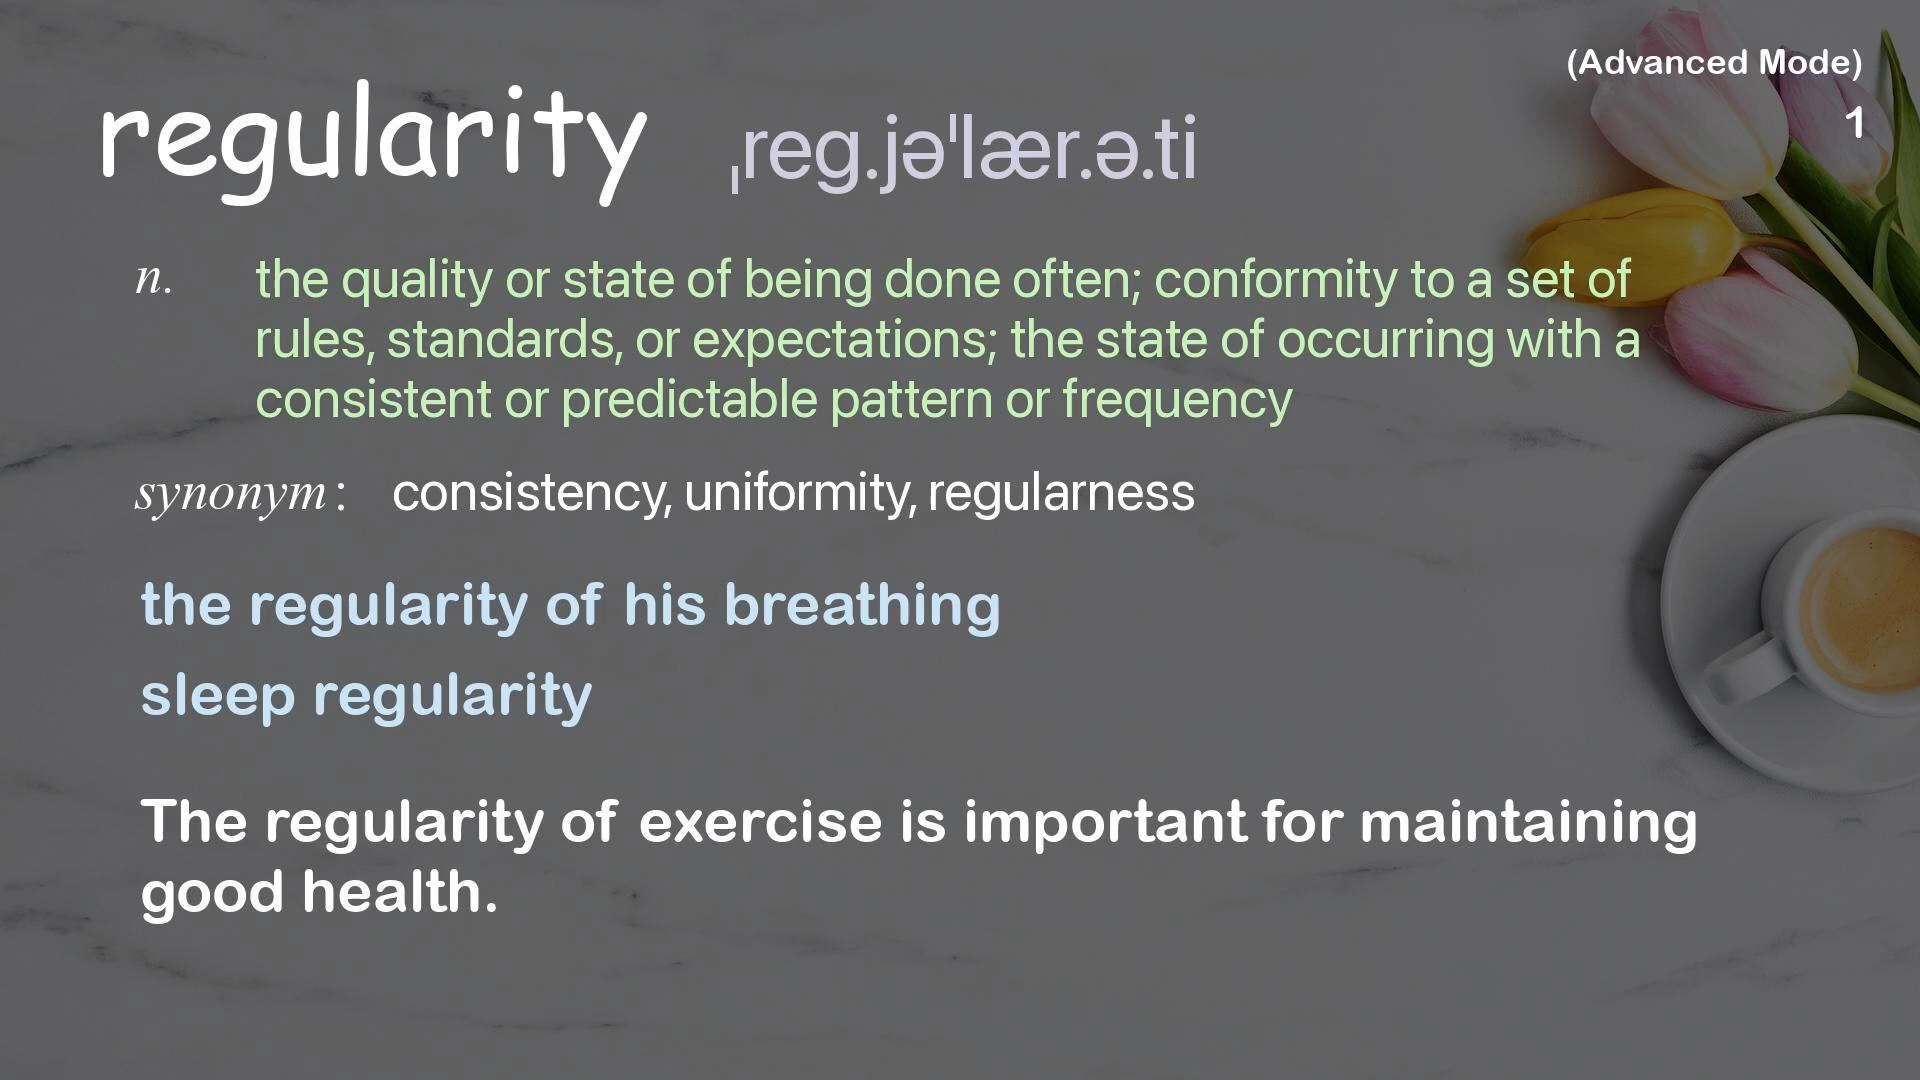 (Advanced Mode)
1
regularity ˌreg.jəˈlær.ə.ti
n. the quality or state of being done often; conformity to a set of
rules, standards, or expectations; the state of occurring with a
consistent or predictable pattern or frequency
synonym: consistency, uniformity, regularness
the regularity of his breathing
sleep regularity
The regularity of exercise is important for maintaining
good health.